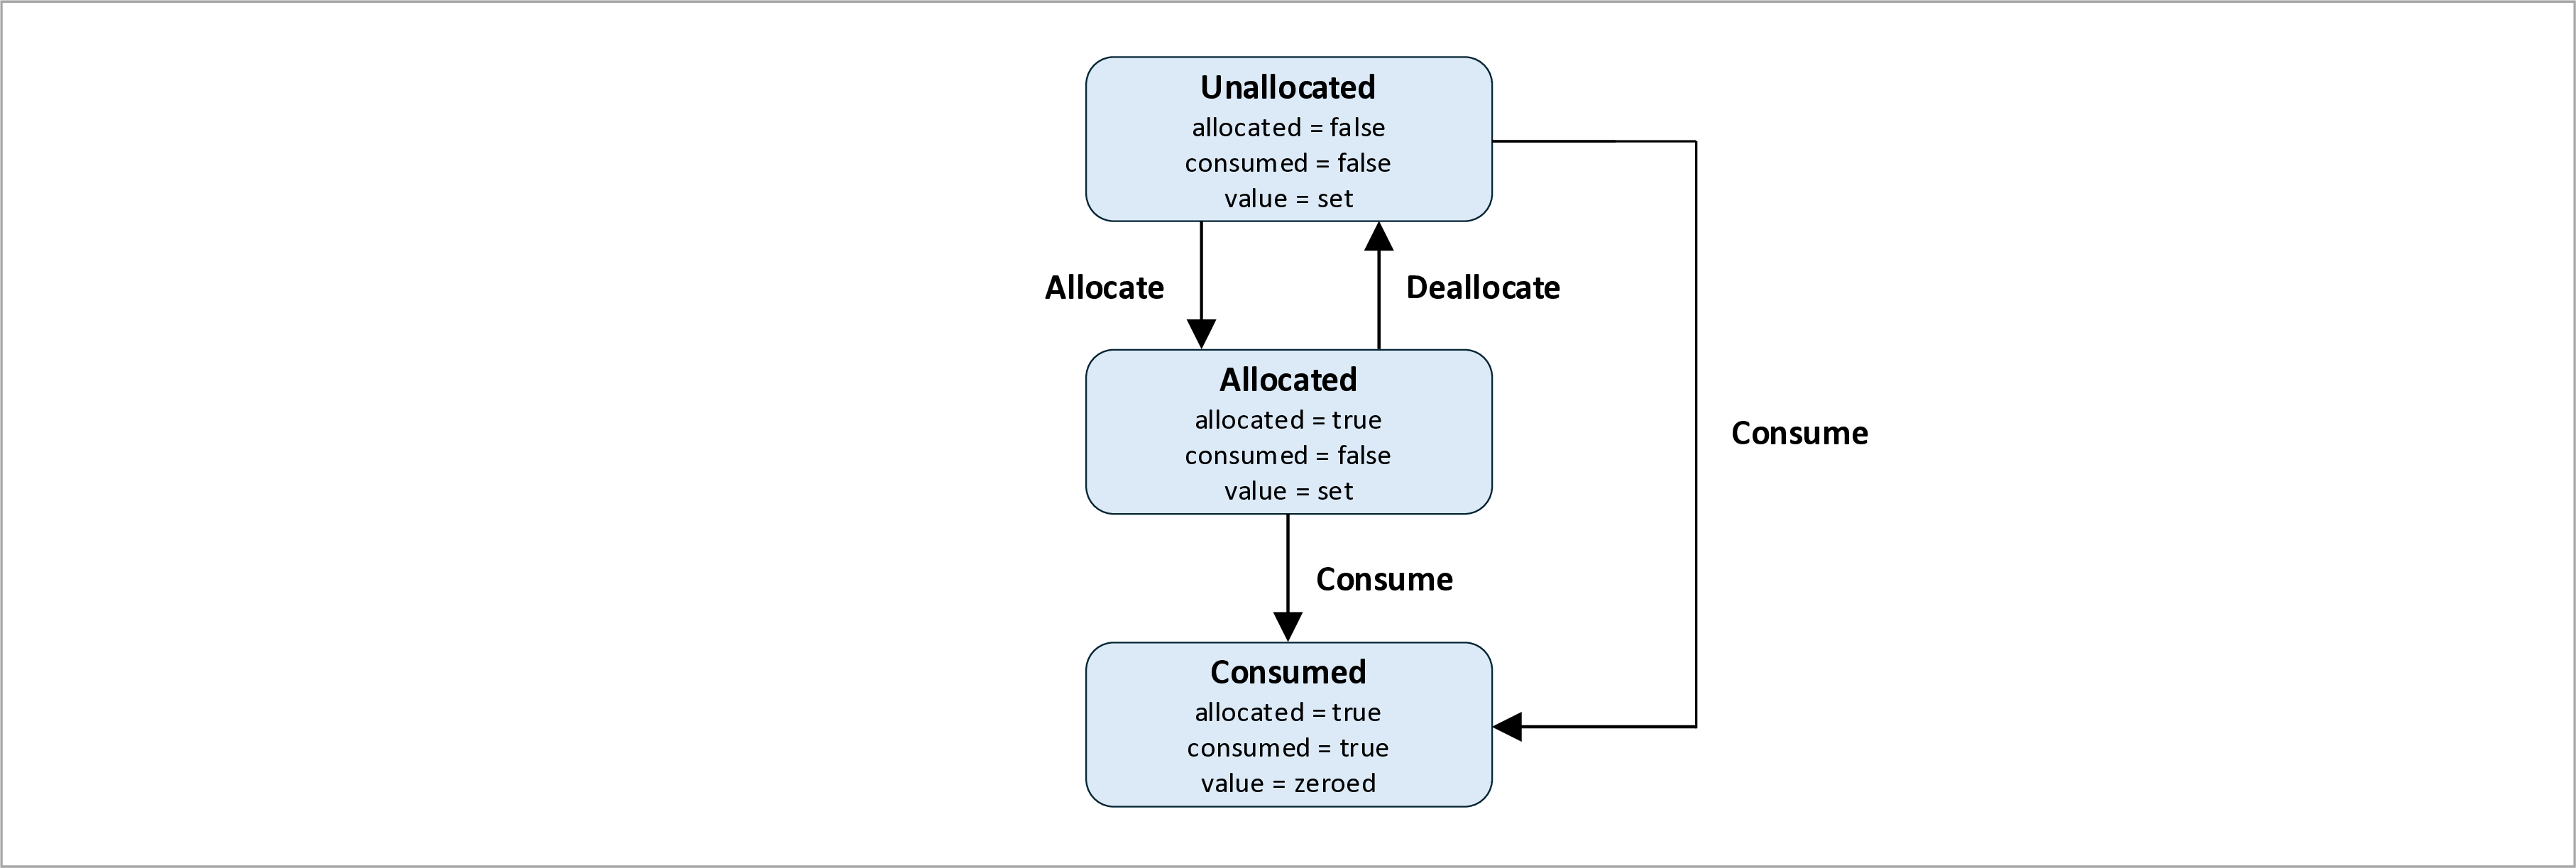 Unallocated
allocated = false
consumed = false
value = set
Allocate
Deallocate
Allocated
allocated = true
consumed = false
value = set
Consume
Consume
Consumed
allocated = true
consumed = true
value = zeroed